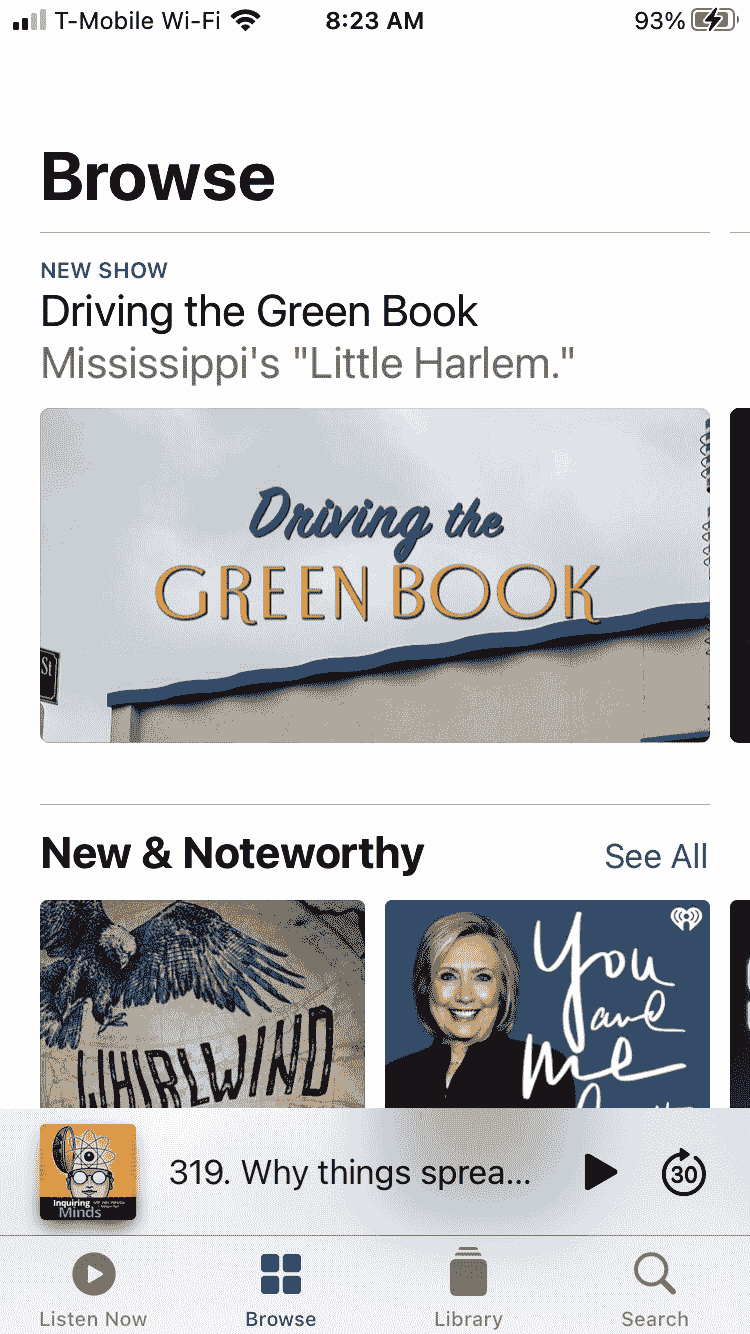 T-Mobile Wi-Fi 8:23 AM 93%
Browse
NEW SHOW
Driving the Green Book
Mississippi's "Little Harlem."
Driving the
GREEN BOOK
St
New & Noteworthy See All
WHIRLWIND
You
and
me
319. Why things sprea...
30
Inquiring
Minds
Listen Now Browse Library Search